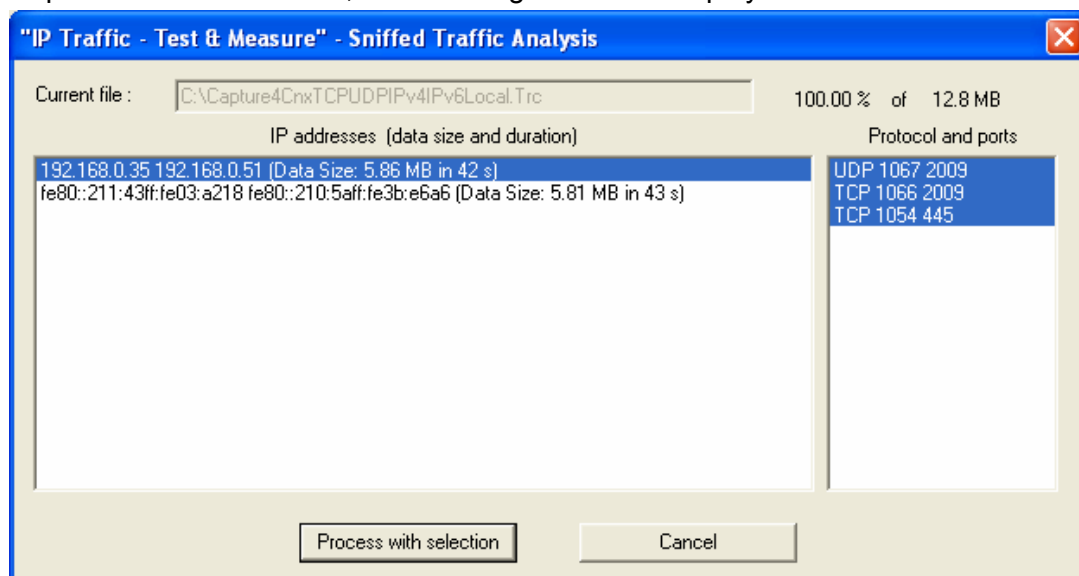 "IP Traffic - Test & Measure" - Sniffed Traffic Analysis
Current file : C:\Capture4CnxTCPUDPIPv4IPv6Local.Trc 100.00 % of 12.8 MB
IP addresses (data size and duration) Protocol and ports
192.168.0.35 192.168.0.51 (Data Size: 5.86 MB in 42 s) UDP 1067 2009
fe80::211:43ff:fe03:a218 fe80::210:5aff:fe3b:e6a6 (Data Size: 5.81 MB in 43 s) TCP 1066 2009
TCP 1054 445
Process with selection Cancel